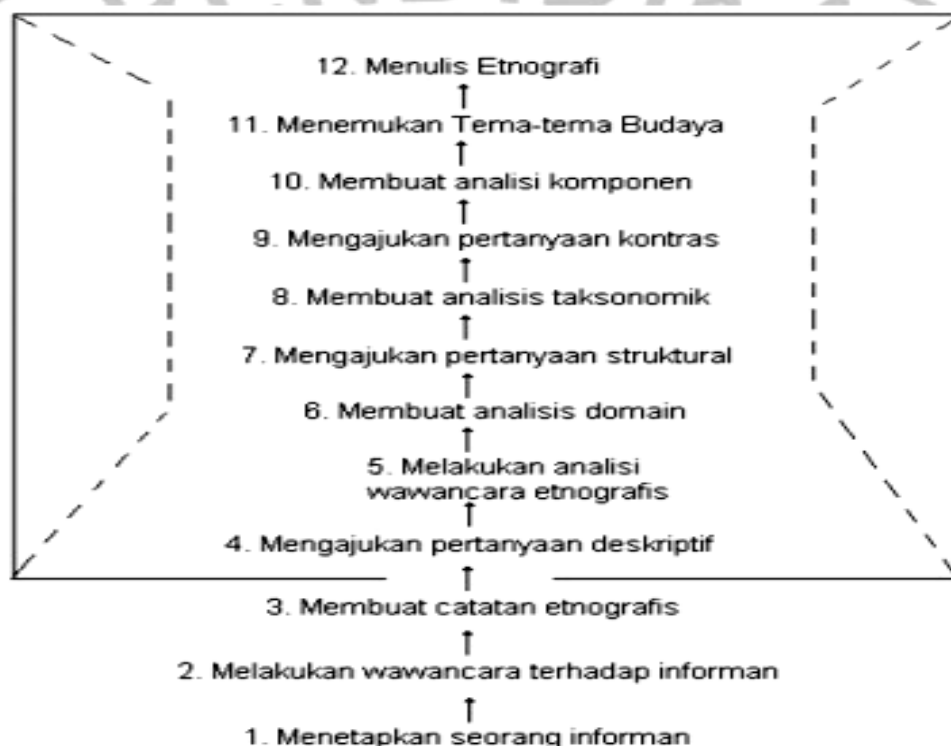 12. Menulis Etnografi
11. Menemukan Tema-tema Budaya
10. Membuat analisi komponen
9. Mengajukan pertanyaan kontras
8. Membuat analisis taksonomik
7. Mengajukan pertanyaan struktural
6. Membuat analisis domain
5. Melakukan analisi
wawancara etnografis
4. Mengajukan pertanyaan deskriptif
3. Membuat catatan etnografis
2. Melakukan wawancara terhadap informan
1. Menetapkan seorang informan